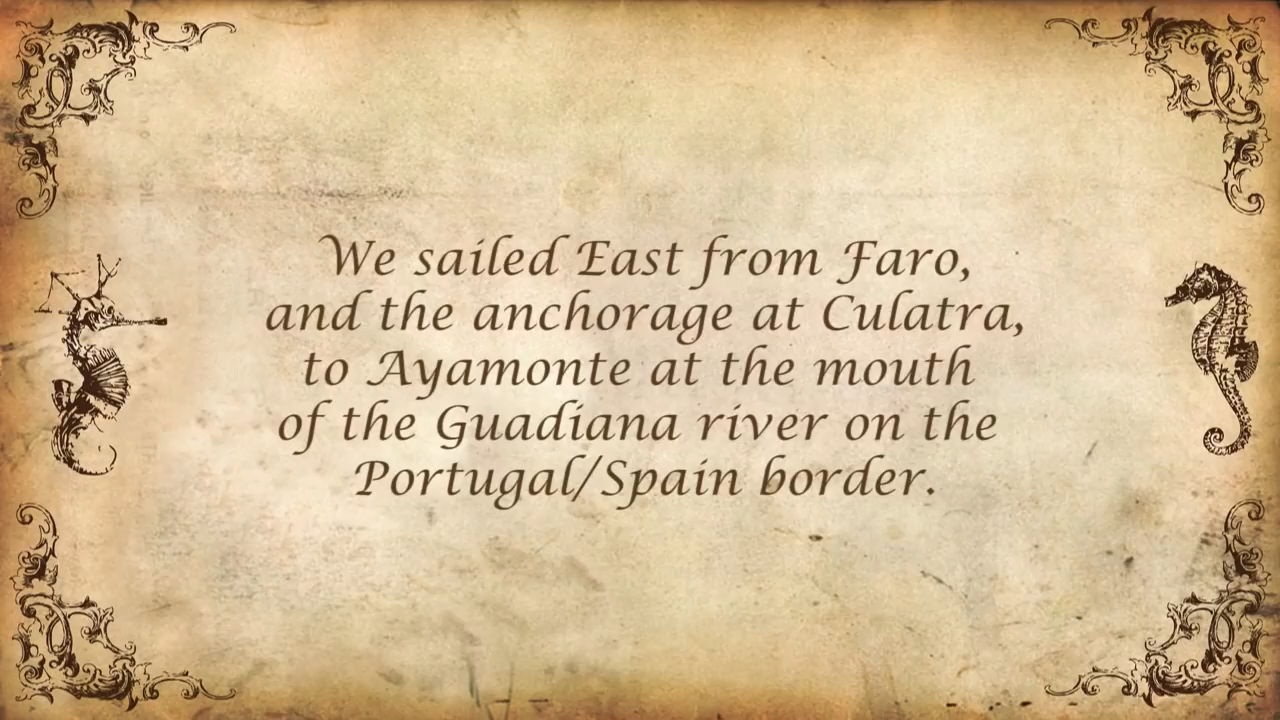 We sailed East from Faro,
and the anchorage at Culatra,
to Ayamonte at the mouth
of the Guadiana river on the
Portugal/Spain border.